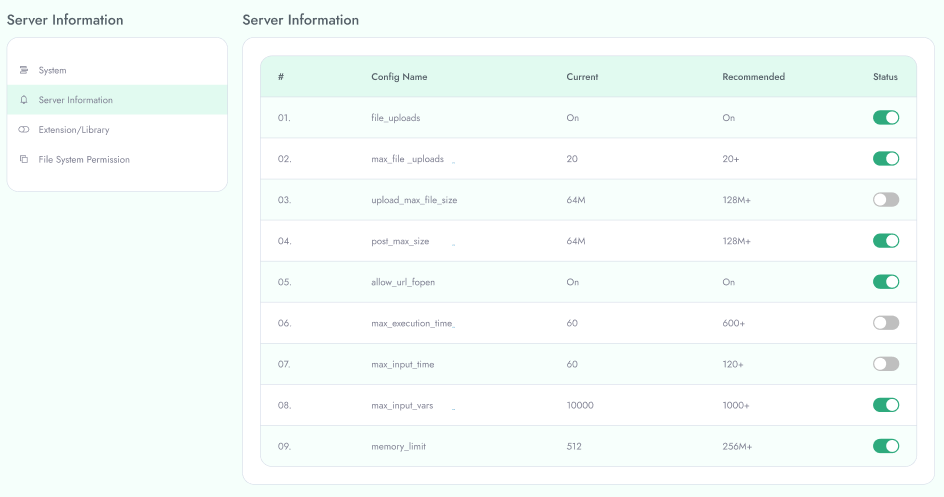 Server Information
System
Server Information
Extension/Library
File System Permission
Server Information
# Config Name Current Recommended Status
01. file_uploads On On
02. max_file _uploads _ 20 20+
03. upload_max_file_size 64M 128M+
04. post_max_size _ 64M 128M+
05. allow_url_fopen On On
06. max_execution_time_ 60 600+
07. max_input_time 60 120+
08. max_input_vars _ 10000 1000+
09. memory_limit 512 256M+